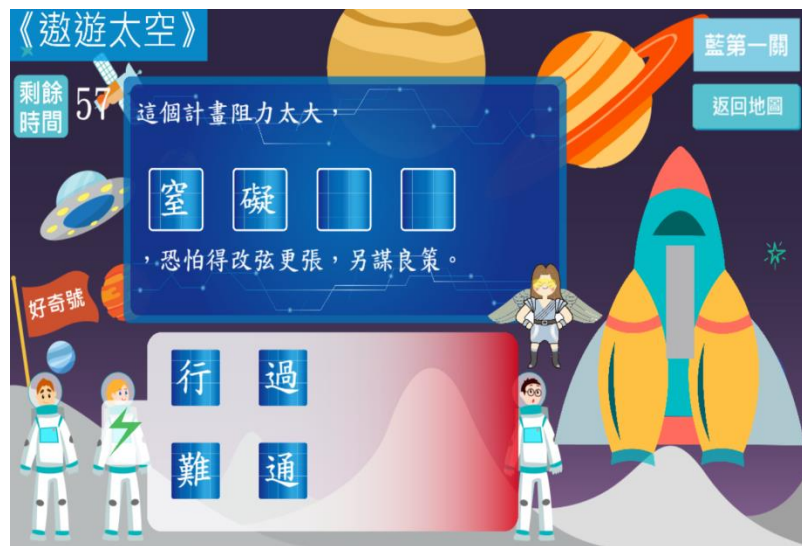 《遨遊太空》
藍第一關
剩餘
時間 57
返回地圖
這個計畫阻力太大，
窒 礙
，恐怕得改弦更張，另謀良策。
好奇號
行 過
難 通